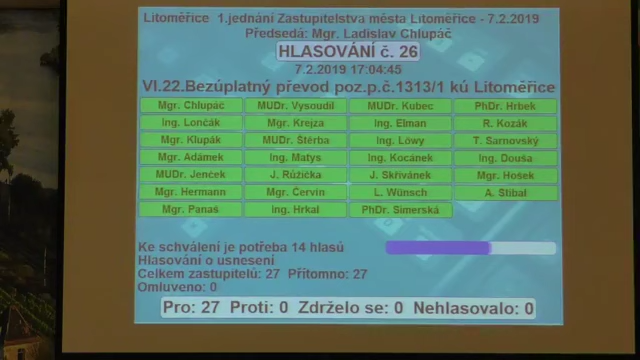 Litoměřice 1.jednání Zastupitelstva města Litoměřice - 7.2.2019
Předsedá: Mgr. Ladislav Chlupáč
HLASOVÁNÍ č. 26
7.2.2019 17:04:45
VI.22.Bezúplatný převod poz.p.č.1313/1 kú Litoměřice
Mgr. Chlupáč MUDr. Vysoudil MUDr. Kubec PhDr. Hrbek
Ing. Lončák Mgr. Krejza Ing. Elman R. Kozák
Mgr. Klupák MUDr. Štěrba Ing. Löwy T. Sarnovský
Mgr. Adámek Ing. Matys Ing. Kocánek Ing. Douša
MUDr. Jenček J. Růžička J. Skřivánek Mgr. Hošek
Mgr. Hermann Mgr. Červín L. Wünsch A. Štíbal
Mgr. Panaš Ing. Hrkal PhDr. Simerská
Ke schválení je potřeba 14 hlasů
Hlasování o usnesení
Celkem zastupitelů: 27 Přítomno: 27
Omluveno: 0
Pro: 27 Proti: 0 Zdrželo se: 0 Nehlasovalo: 0